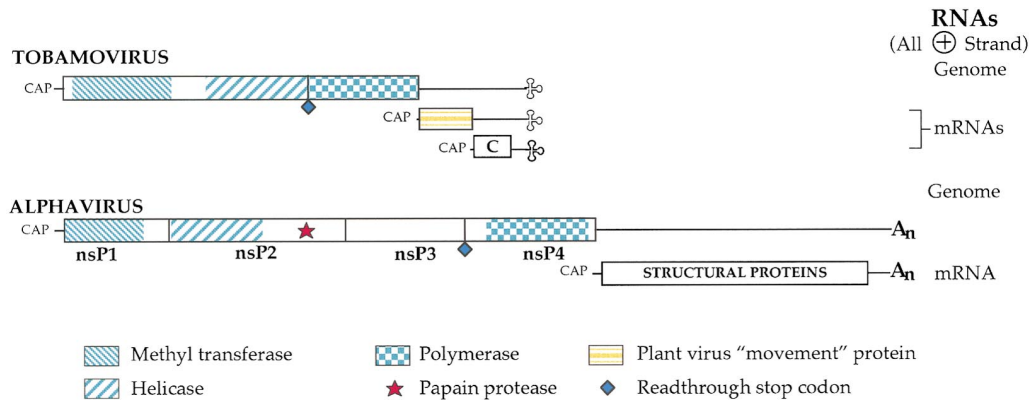 RNAs
(All + Strand)
TOBAMOVIRUS
Genome
CAP
CAP
mRNAs
CAP C
Genome
ALPHAVIRUS
CAP An
nsP1 nsP2 nsP3 nsP4
CAP STRUCTURAL PROTEINS An mRNA
Methyl transferase Polymerase Plant virus “movement” protein
Helicase Papain protease Readthrough stop codon